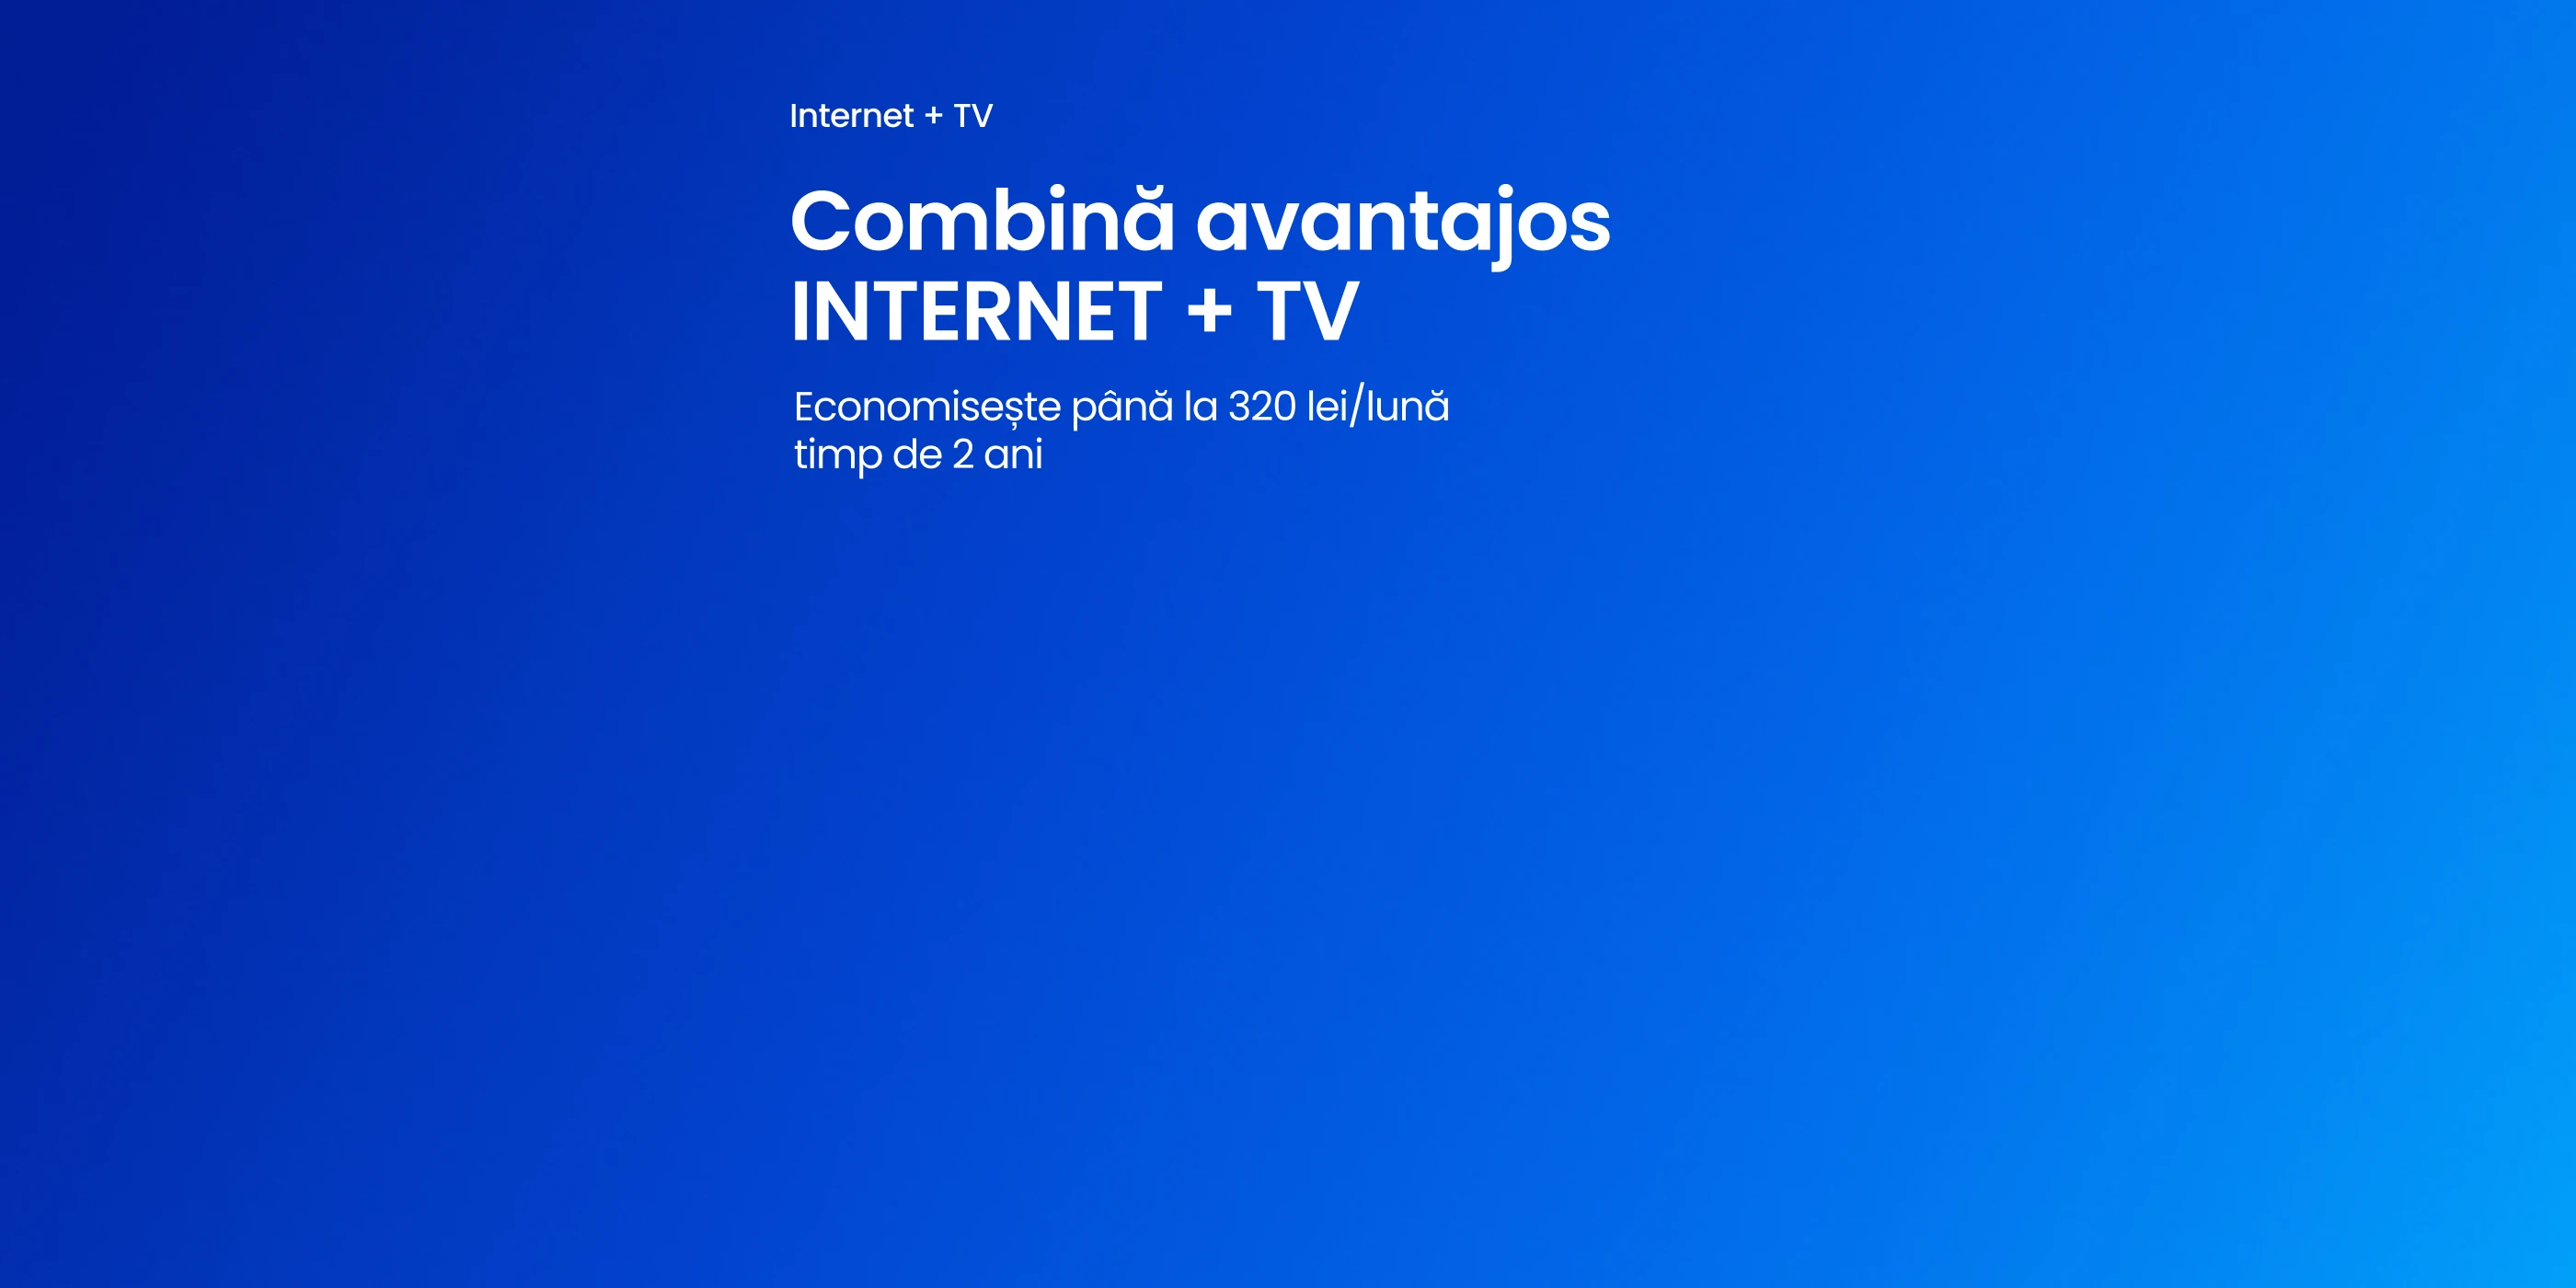 Internet + TV
Combină avantajos
INTERNET + TV
Economisește până la 320 lei/lună
timp de 2 ani